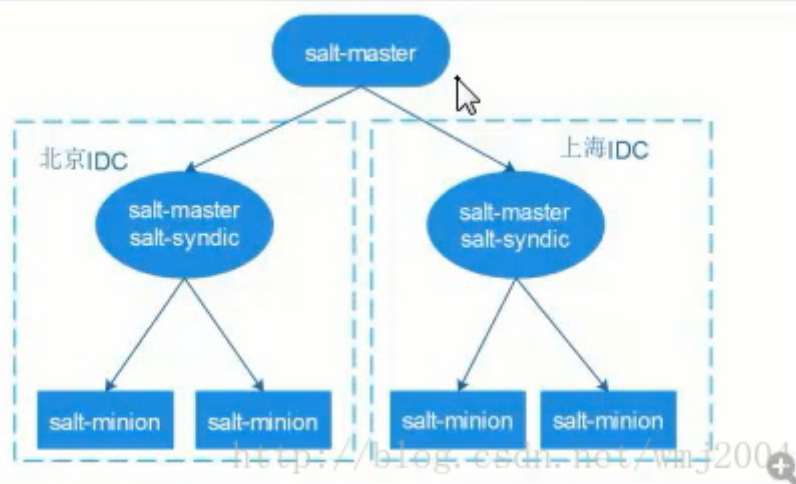 salt-master
北京IDC
上海IDC
salt-master
salt-syndic
salt-master
salt-syndic
salt-minion
salt-minion
salt-minion
salt-minion
http://blog.csdn.net/wmj2004